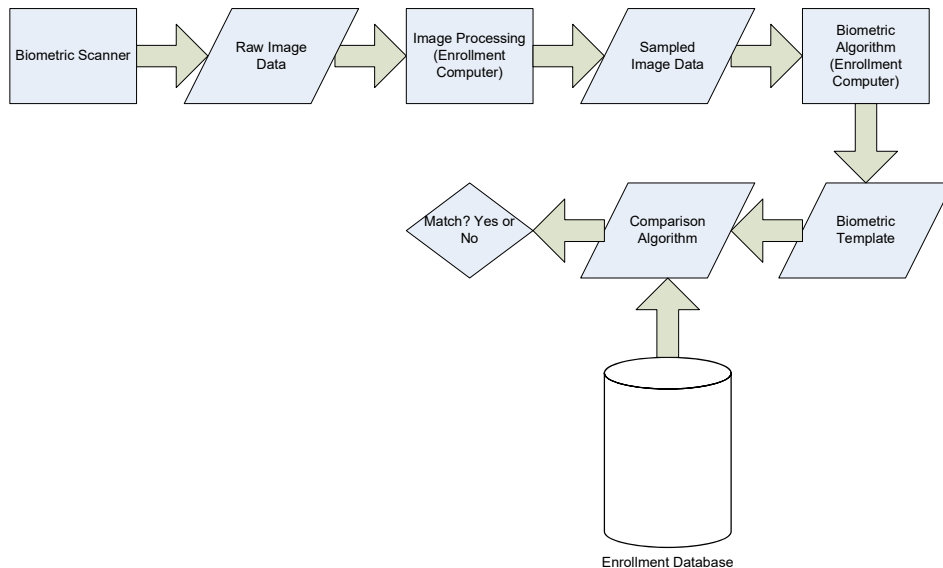 Biometric Scanner
Raw Image
Data
Image Processing
(Enrollment
Computer)
Sampled
Image Data
Biometric
Algorithm
(Enrollment
Computer)
Biometric
Template
Comparison
Algorithm
Match? Yes or
No
Enrollment Database